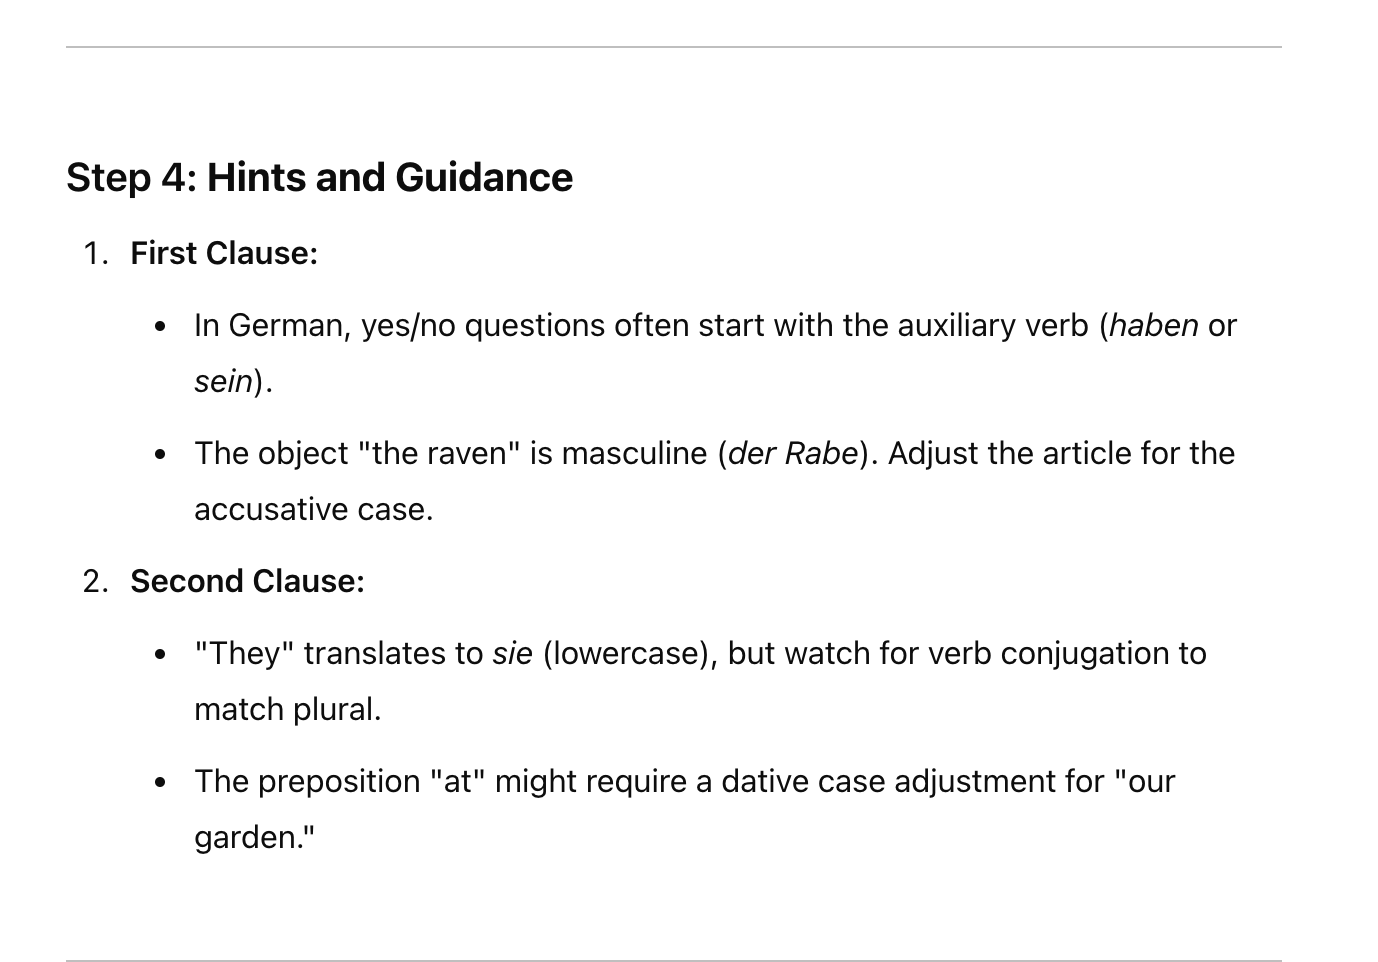 Step 4: Hints and Guidance
1. First Clause:
• In German, yes/no questions often start with the auxiliary verb (haben or
sein).
• The object "the raven" is masculine (der Rabe). Adjust the article for the
accusative case.
2. Second Clause:
• "They" translates to sie (lowercase), but watch for verb conjugation to
match plural.
• The preposition "at" might require a dative case adjustment for "our
garden."